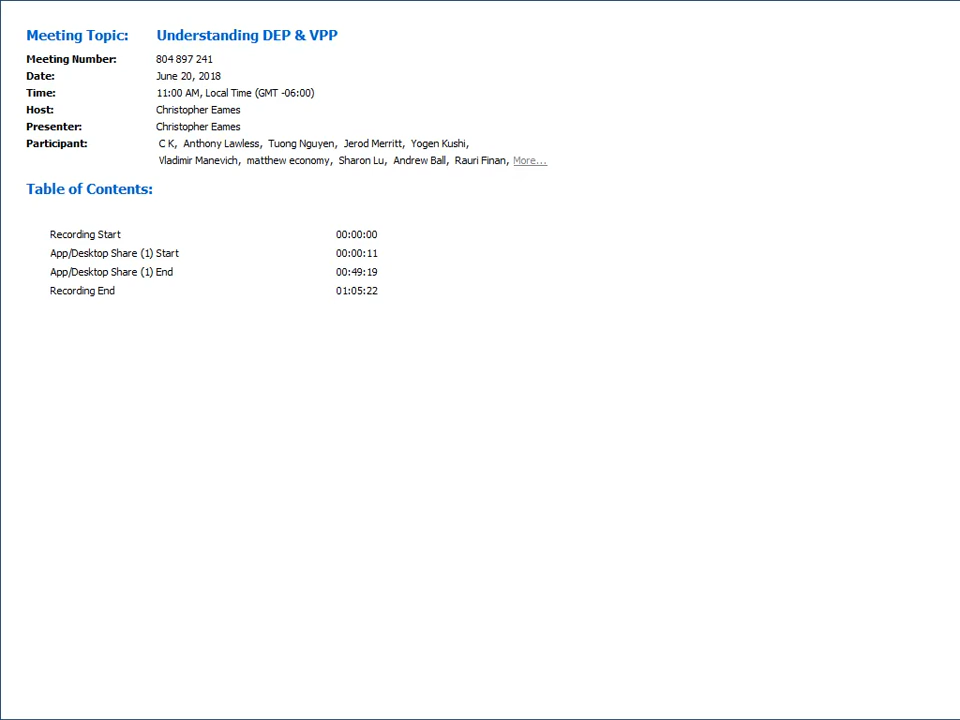 Meeting Topic: Understanding DEP & VPP
Meeting Number: 804 897 241
Date: June 20, 2018
Time: 11:00 AM, Local Time (GMT -06:00)
Host: Christopher Eames
Presenter: Christopher Eames
Participant: C K, Anthony Lawless, Tuong Nguyen, Jerod Merritt, Yogen Kushi,
Vladimir Manevich, matthew economy, Sharon Lu, Andrew Ball, Rauri Finan, More...
Table of Contents:
Recording Start 00:00:00
App/Desktop Share (1) Start 00:00:11
App/Desktop Share (1) End 00:49:19
Recording End 01:05:22